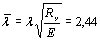 λ̄ = λ√(R_y/E) = 2,44